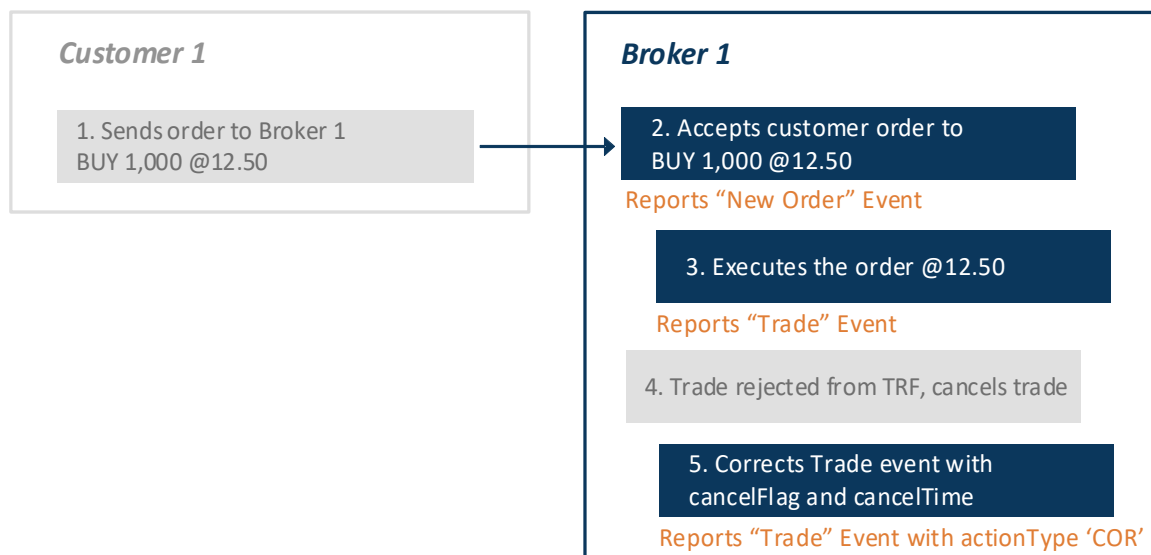 Customer 1
1. Sends order to Broker 1
BUY 1,000 @12.50
Broker 1
2. Accepts customer order to
BUY 1,000 @12.50
Reports “New Order” Event
3. Executes the order @12.50
Reports “Trade” Event
4. Trade rejected from TRF, cancels trade
5. Corrects Trade event with
cancelFlag and cancelTime
Reports “Trade” Event with actionType ‘COR’